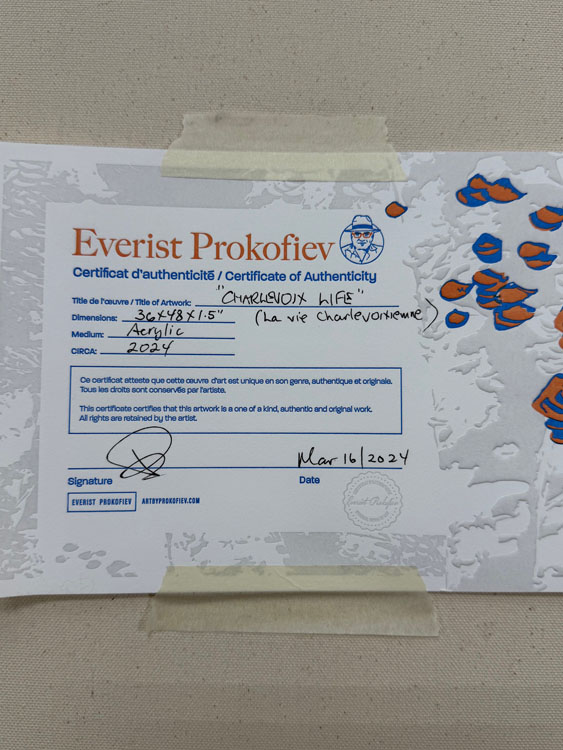 Everist Prokofiev
Certificat d'authenticité / Certificate of Authenticity
Titre de l'œuvre / Title of Artwork: "CHARLEVOIX LIFE"
Dimensions: 36x48x1.5" (La vie Charlevoixienne)
Medium: Acrylic
CIRCA: 2024
Ce certificat atteste que cette œuvre d'art est unique en son genre, authentique et originale.
Tous les droits sont conservés par l'artiste.
This certificate certifies that this artwork is a one of a kind, authentic and original work.
All rights are retained by the artist.
Mar 16/2024
Signature Date
EVERIST PROKOFIEV ARTBYPROKOFIEV.COM
Everist Prokofiev